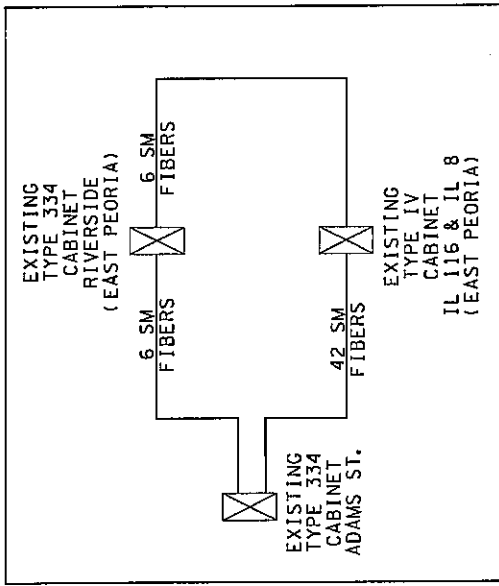 EXISTING
TYPE 334
CABINET
RIVERSIDE
(EAST PEORIA)
6 SM
FIBERS
6 SM
FIBERS
EXISTING
TYPE 334
CABINET
ADAMS ST.
42 SM
FIBERS
EXISTING
TYPE IV
CABINET
IL 116 & IL 8
(EAST PEORIA)